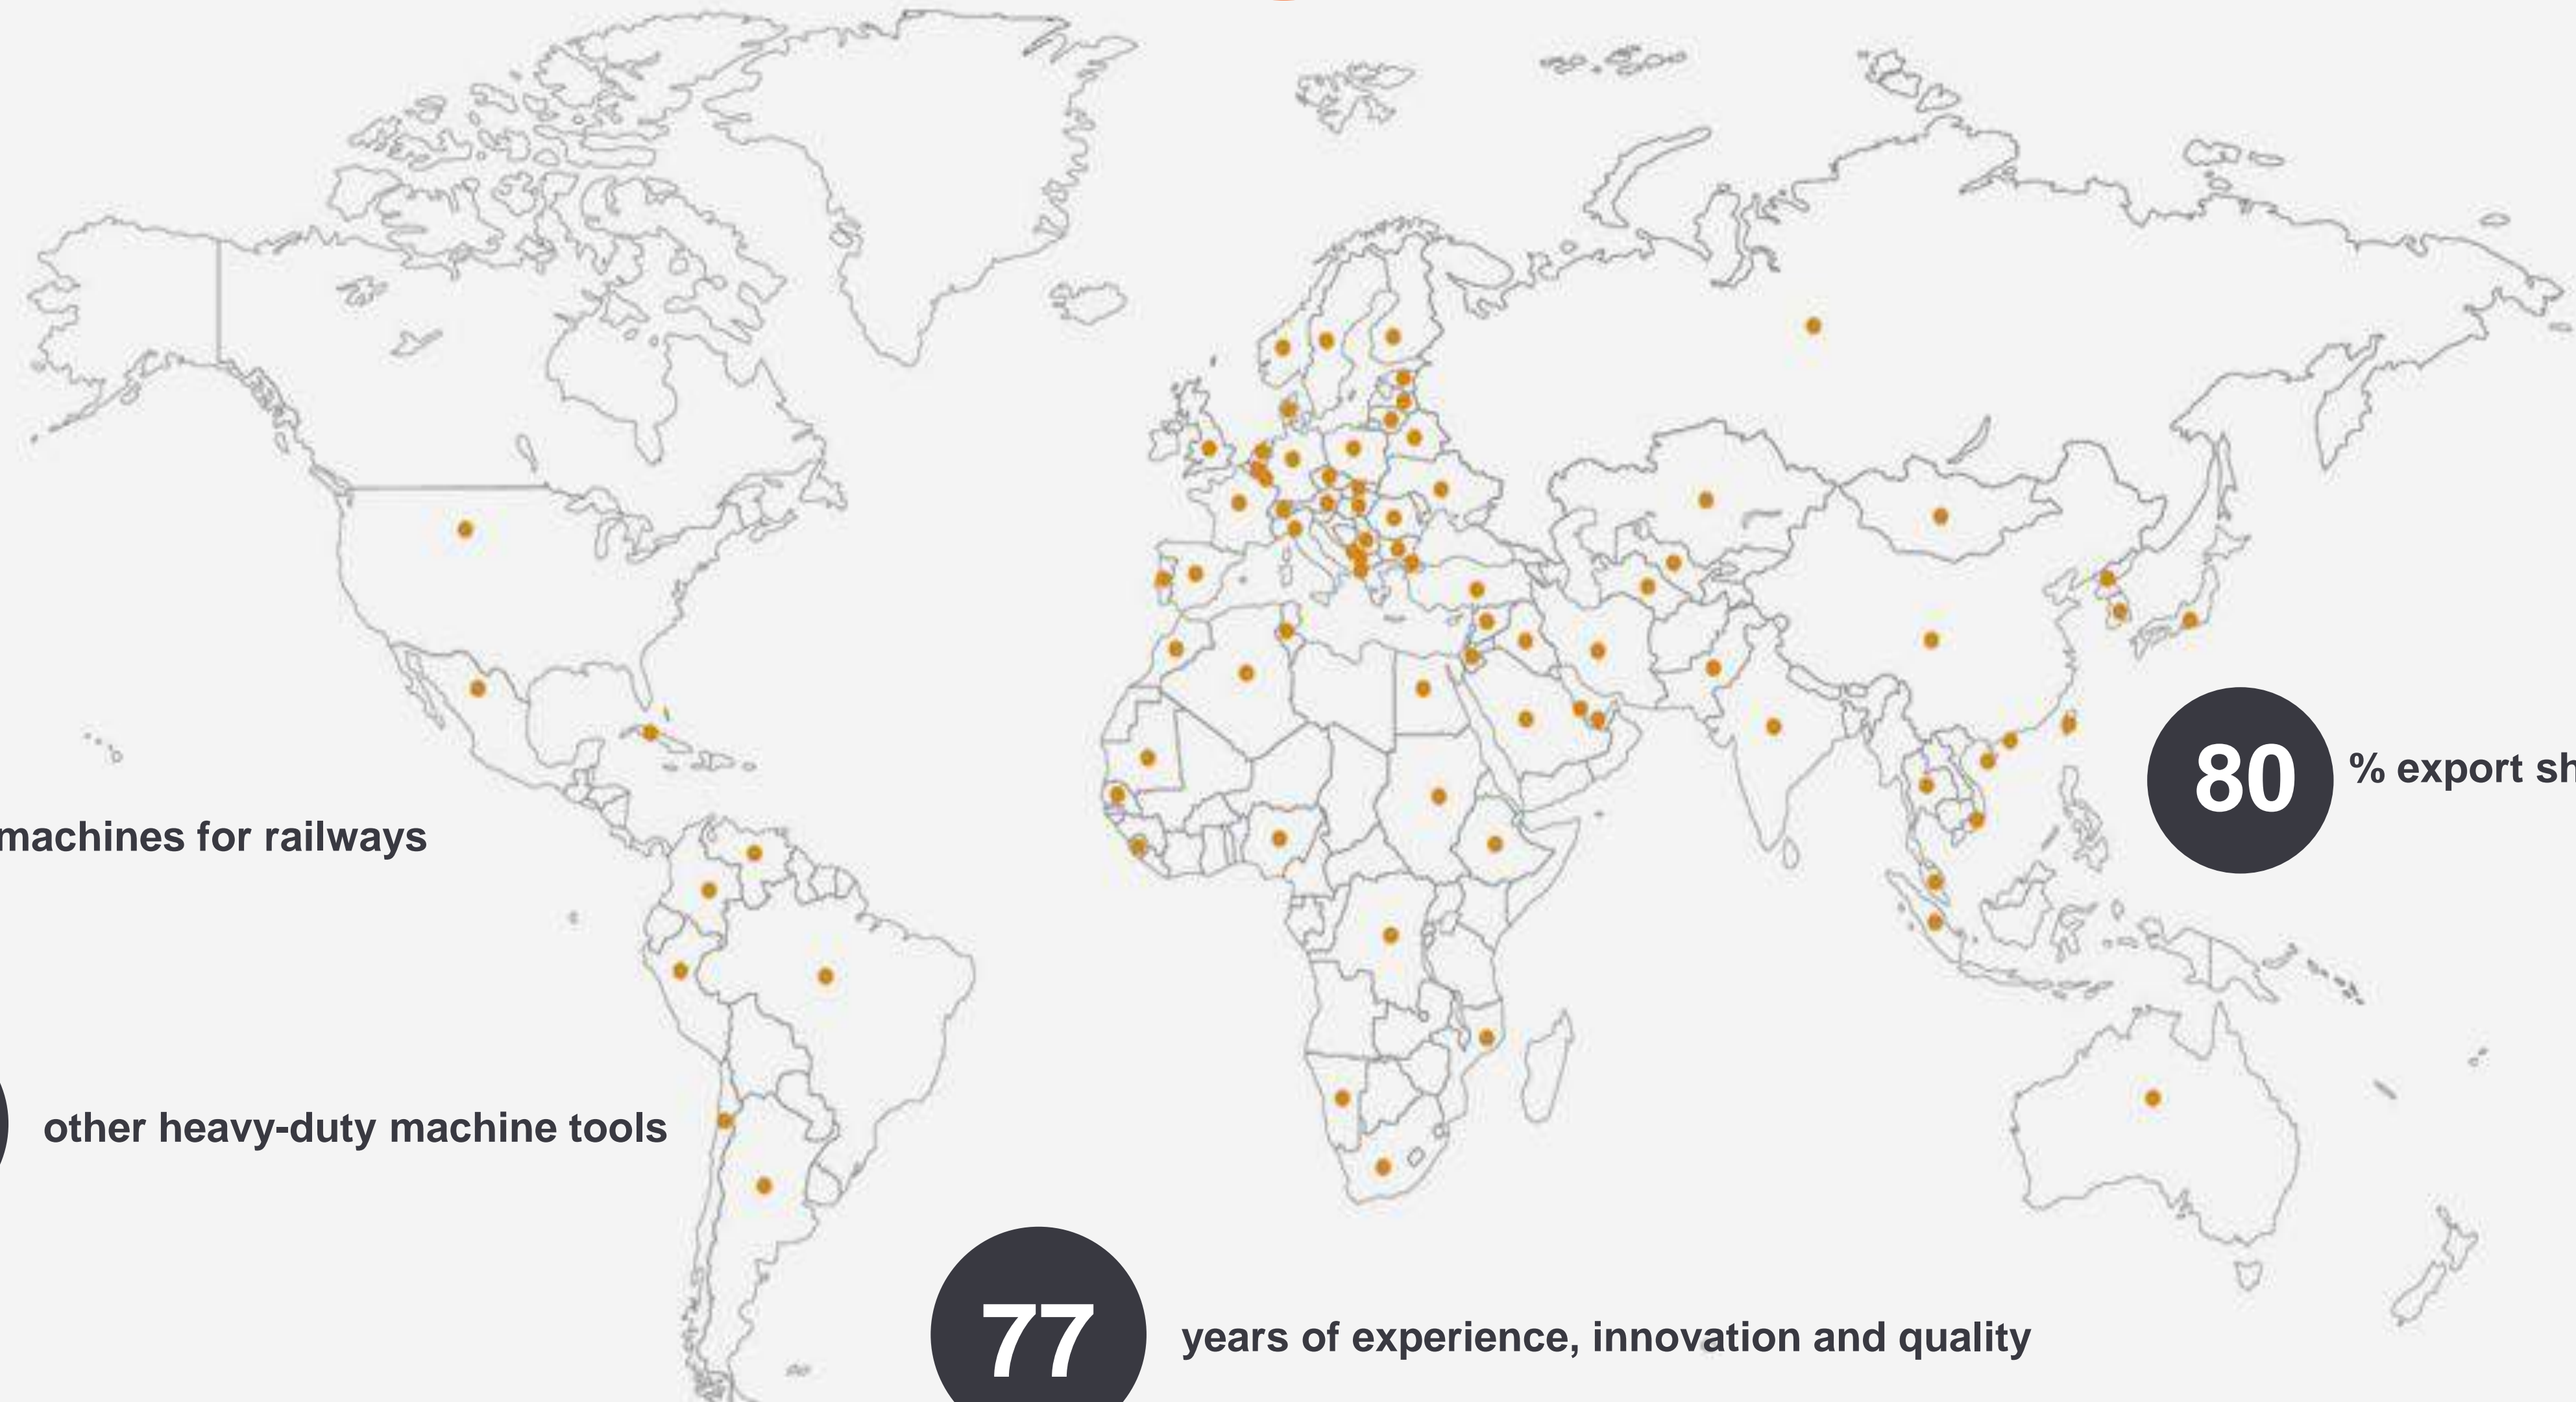 80
% export sh
machines for railways
other heavy-duty machine tools
77
years of experience, innovation and quality